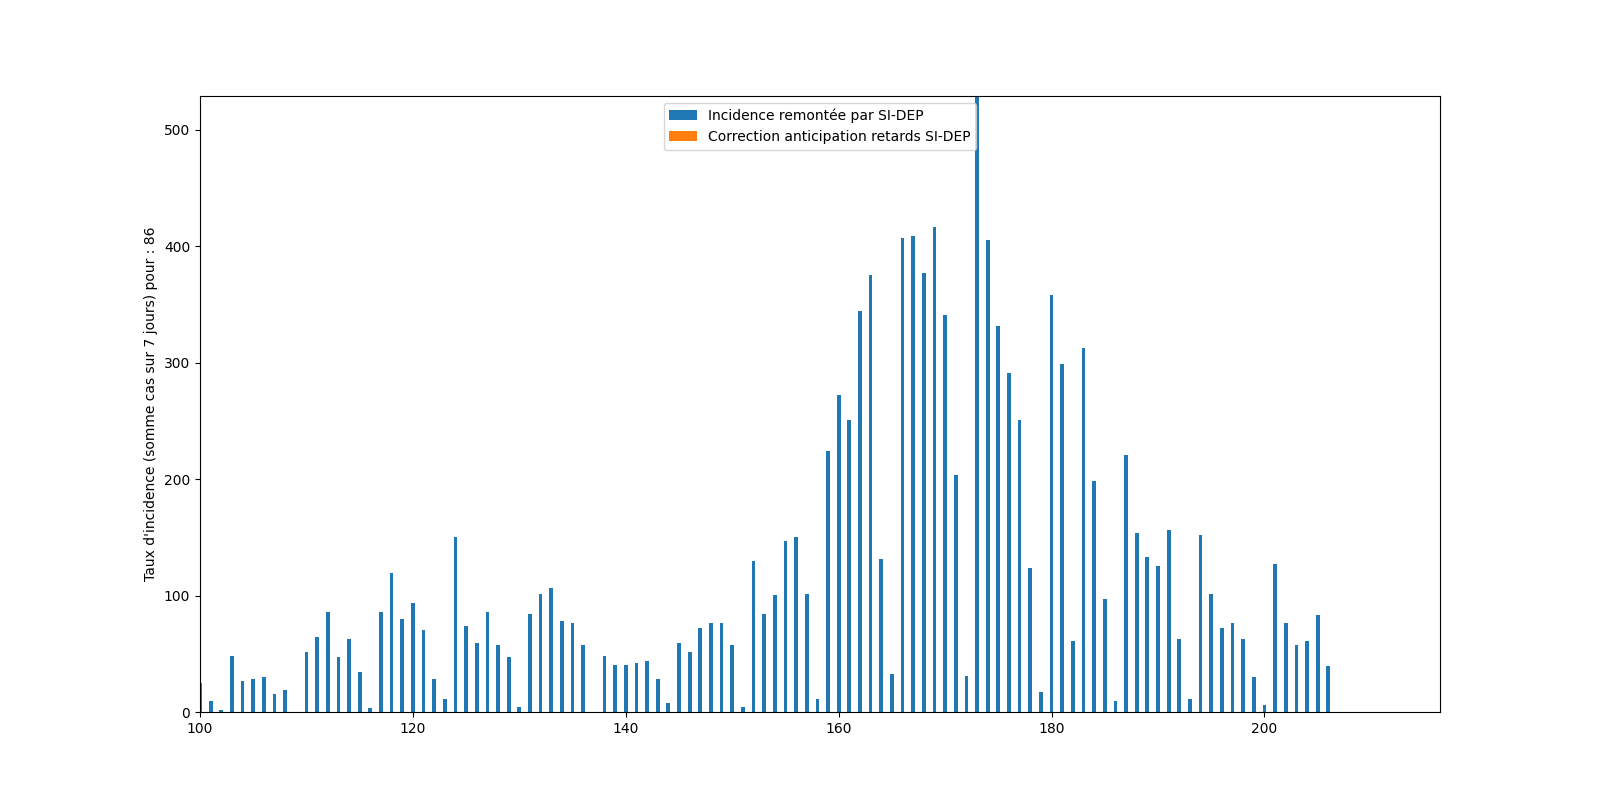 Incidence remontée par SI-DEP
Correction anticipation retards SI-DEP
Taux d'incidence (somme cas sur 7 jours) pour : 86
500
400
300
200
100
0
100 120 140 160 180 200